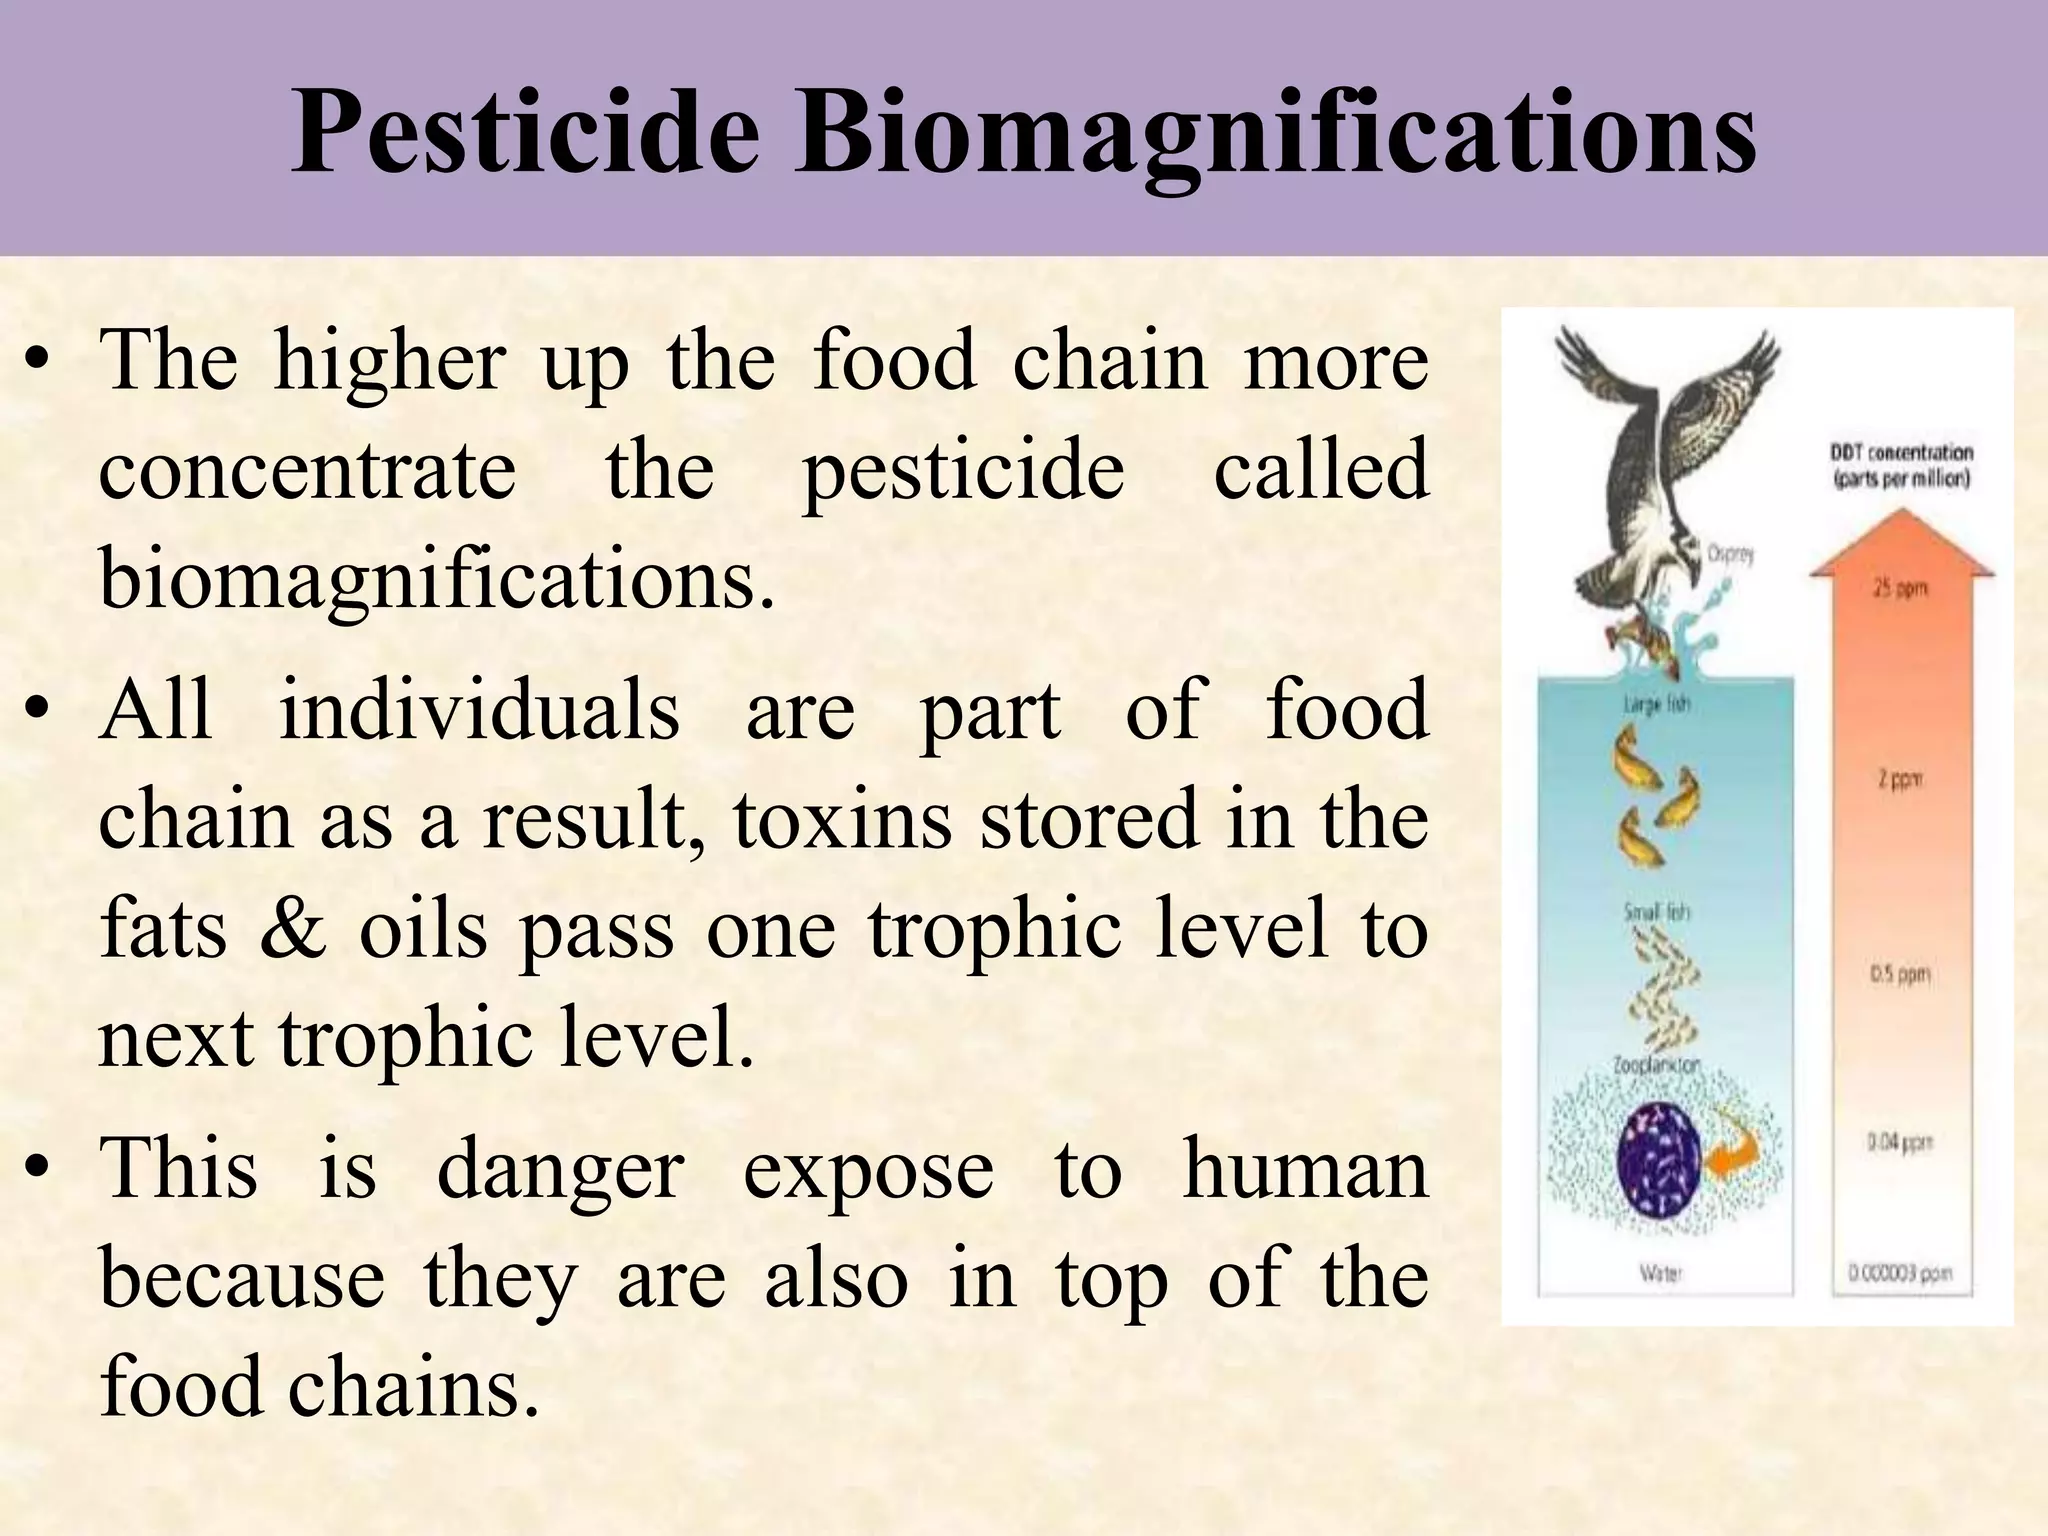 Pesticide Biomagnifications
• The higher up the food chain more
concentrate the pesticide called
biomagnifications.
• All individuals are part of food
chain as a result, toxins stored in the
fats & oils pass one trophic level to
next trophic level.
• This is danger expose to human
because they are also in top of the
food chains.
DDT concentration
(parts per million)
Osprey
25 ppm
Large fish
2 ppm
Small fish
0.5 ppm
Zooplankton
0.04 ppm
Water
0.000003 ppm